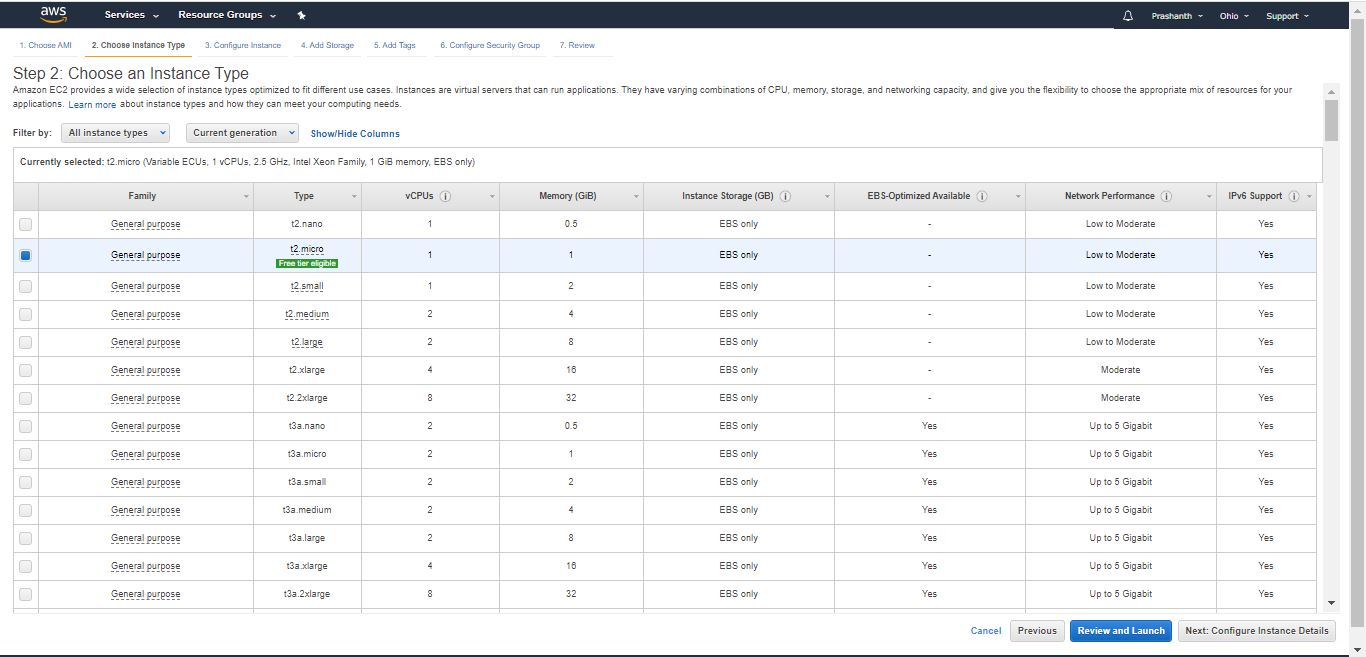 aws Services Resource Groups Prashanth Ohio Support
1. Choose AMI 2. Choose Instance Type 3. Configure Instance 4. Add Storage 5. Add Tags 6. Configure Security Group 7. Review
Step 2: Choose an Instance Type
Amazon EC2 provides a wide selection of instance types optimized to fit different use cases. Instances are virtual servers that can run applications. They have varying combinations of CPU, memory, storage, and networking capacity, and give you the flexibility to choose the appropriate mix of resources for your
applications. Learn more about instance types and how they can meet your computing needs.
Filter by: All instance types Current generation Show/Hide Columns
Currently selected: t2.micro (Variable ECUs, 1 vCPUs, 2.5 GHz, Intel Xeon Family, 1 GiB memory, EBS only)
Family Type vCPUs Memory (GiB) Instance Storage (GB) EBS-Optimized Available Network Performance IPv6 Support
General purpose t2.nano 1 0.5 EBS only - Low to Moderate Yes
General purpose t2.micro 1 1 EBS only - Low to Moderate Yes
Free tier eligible
General purpose t2.small 1 2 EBS only - Low to Moderate Yes
General purpose t2.medium 2 4 EBS only - Low to Moderate Yes
General purpose t2.large 2 8 EBS only - Low to Moderate Yes
General purpose t2.xlarge 4 16 EBS only - Moderate Yes
General purpose t2.2xlarge 8 32 EBS only - Moderate Yes
General purpose t3a.nano 2 0.5 EBS only Yes Up to 5 Gigabit Yes
General purpose t3a.micro 2 1 EBS only Yes Up to 5 Gigabit Yes
General purpose t3a.small 2 2 EBS only Yes Up to 5 Gigabit Yes
General purpose t3a.medium 2 4 EBS only Yes Up to 5 Gigabit Yes
General purpose t3a.large 2 8 EBS only Yes Up to 5 Gigabit Yes
General purpose t3a.xlarge 4 16 EBS only Yes Up to 5 Gigabit Yes
General purpose t3a.2xlarge 8 32 EBS only Yes Up to 5 Gigabit Yes
Cancel Previous Review and Launch Next: Configure Instance Details